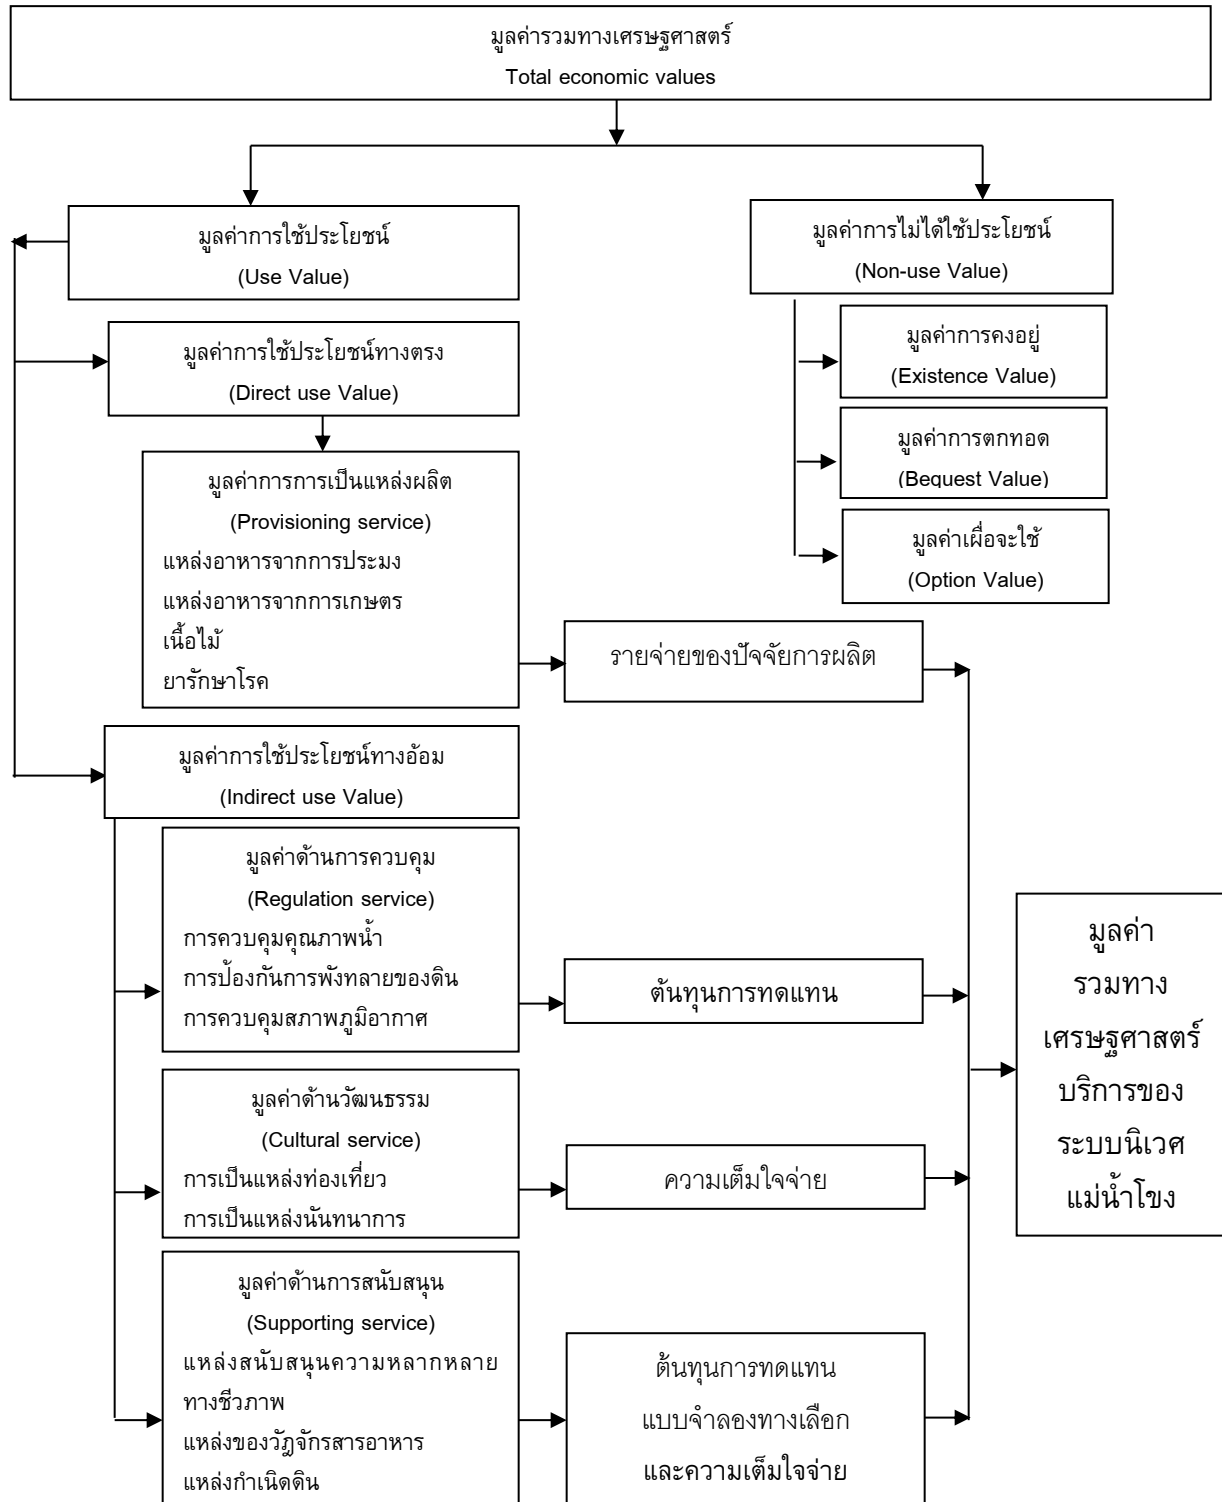 มูลค่ารวมทางเศรษฐศาสตร์
Total economic values
มูลค่าการใช้ประโยชน์
(Use Value)
มูลค่าการไม่ได้ใช้ประโยชน์
(Non-use Value)
มูลค่าการใช้ประโยชน์ทางตรง
(Direct use Value)
มูลค่าการคงอยู่
(Existence Value)
มูลค่าการตกทอด
(Bequest Value)
มูลค่าเผื่อจะใช้
(Option Value)
มูลค่าการการเป็นแหล่งผลิต
(Provisioning service)
แหล่งอาหารจากการประมง
แหล่งอาหารจากการเกษตร
เนื้อไม้
ยารักษาโรค
รายจ่ายของปัจจัยการผลิต
มูลค่าการใช้ประโยชน์ทางอ้อม
(Indirect use Value)
มูลค่าด้านการควบคุม
(Regulation service)
การควบคุมคุณภาพน้ำ
การป้องกันการพังทลายของดิน
การควบคุมสภาพภูมิอากาศ
ต้นทุนการทดแทน
มูลค่าด้านวัฒนธรรม
(Cultural service)
การเป็นแหล่งท่องเที่ยว
การเป็นแหล่งนันทนาการ
ความเต็มใจจ่าย
มูลค่าด้านการสนับสนุน
(Supporting service)
แหล่งสนับสนุนความหลากหลาย
ทางชีวภาพ
แหล่งของวัฎจักรสารอาหาร
แหล่งกำเนิดดิน
ต้นทุนการทดแทน
แบบจำลองทางเลือก
และความเต็มใจจ่าย
มูลค่า
รวมทาง
เศรษฐศาสตร์
บริการของ
ระบบนิเวศ
แม่น้ำโขง